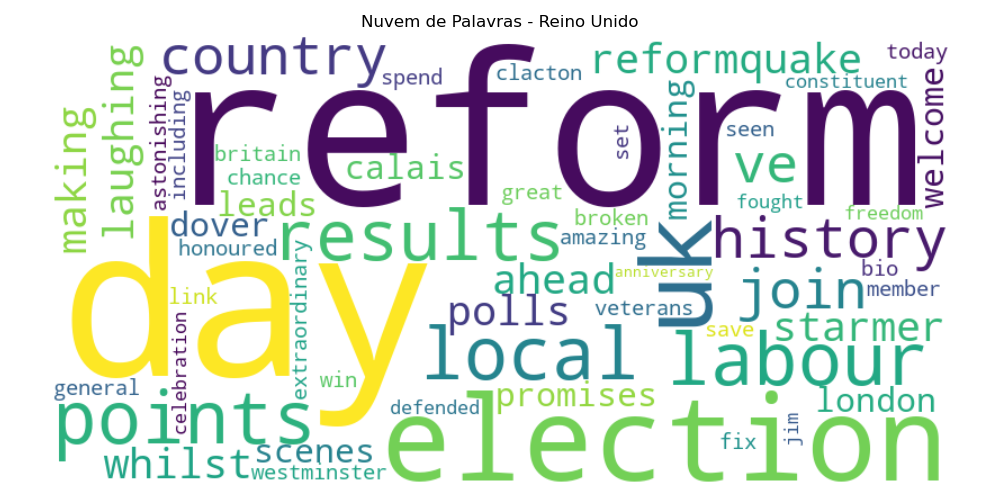 Nuvem de Palavras - Reino Unido
country
spend
clacton
reformquake
today
constituent
reform
laughing
making
astonishing
including
morning
seen
set
welcome
britain
chance
calais
ve
leads
great
fought
freedom
dover
honoured
results
broken
amazing
uk
history
day
link
extraordinary
ahead
anniversary
bio
member
join
polls
veterans
save
starmer
celebration
local
labour
general
win
points
defended
promises
london
election
whilst
scenes
westminster
fix
jim